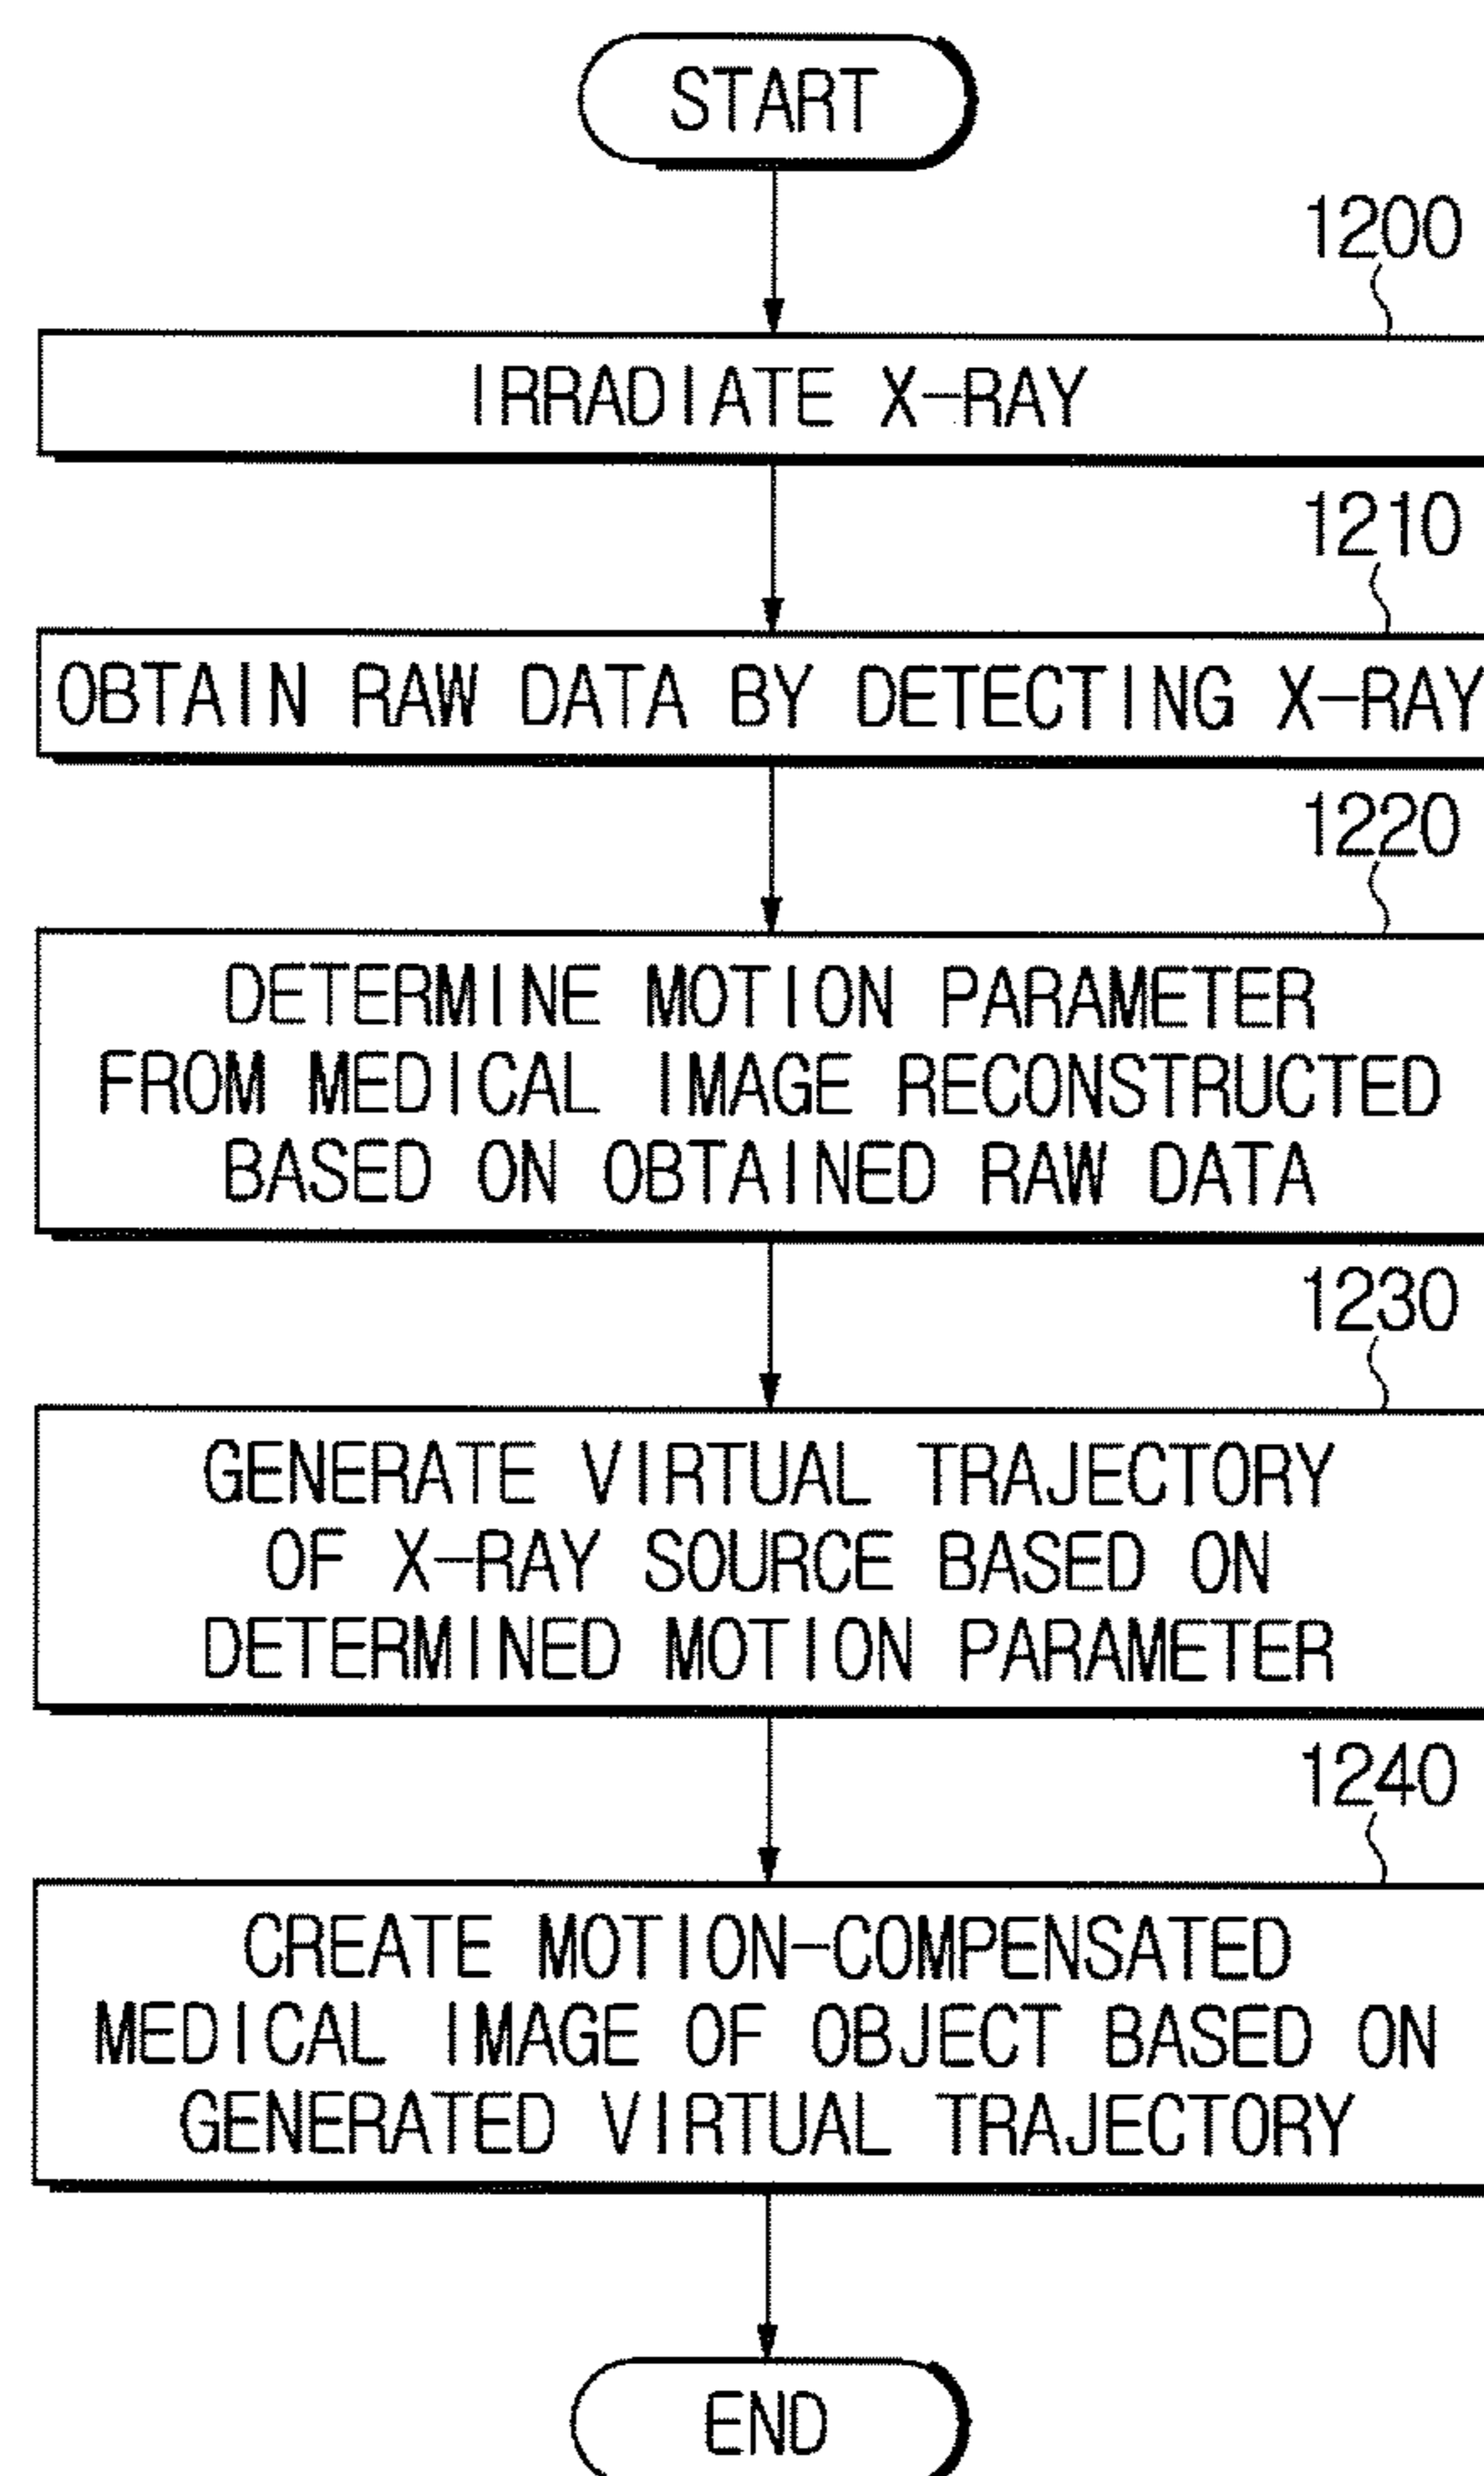 START
1200
IRRADIATE X-RAY
1210
OBTAIN RAW DATA BY DETECTING X-RAY
1220
DETERMINE MOTION PARAMETER
FROM MEDICAL IMAGE RECONSTRUCTED
BASED ON OBTAINED RAW DATA
1230
GENERATE VIRTUAL TRAJECTORY
OF X-RAY SOURCE BASED ON
DETERMINED MOTION PARAMETER
1240
CREATE MOTION-COMPENSATED
MEDICAL IMAGE OF OBJECT BASED ON
GENERATED VIRTUAL TRAJECTORY
END